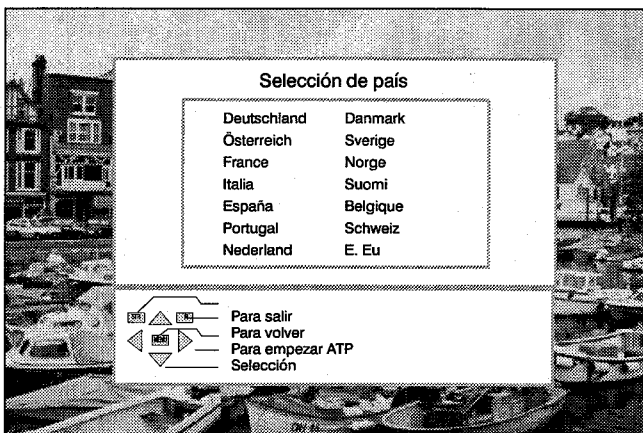 Selección de país
Deutschland Danmark
Österreich Sverige
France Norge
Italia Suomi
España Belgique
Portugal Schweiz
Nederland E. Eu
Para salir
MENU Para volver
Para empezar ATP
Selección